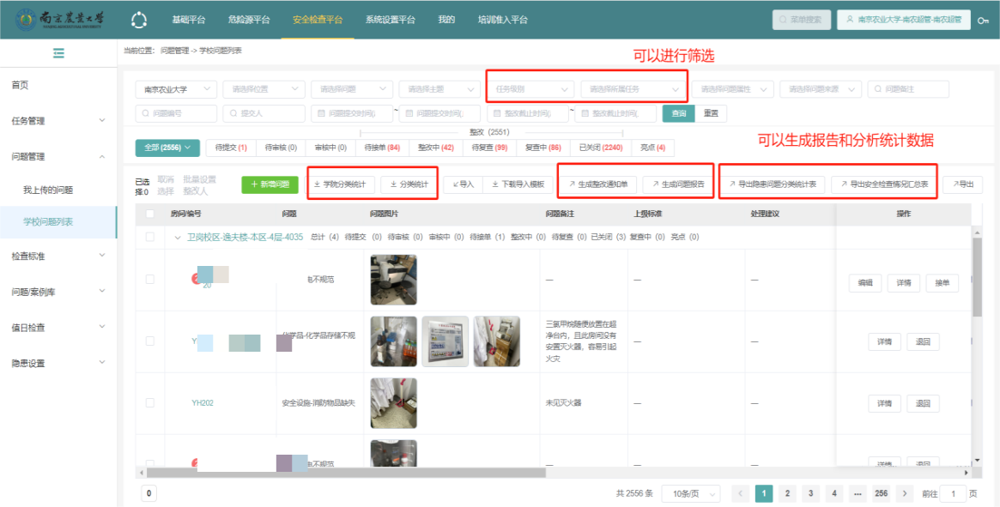 南京农业大学
基础平台 危险源平台 安全检查平台 系统设置平台 我的 培训准入平台 菜单搜索 南京农业大学-南农超管-南农超管
当前位置: 问题管理 -> 学校问题列表
可以进行筛选
首页
任务管理
问题管理
我上传的问题
学校问题列表
检查标准
问题/案例库
值日检查
隐患设置
南京农业大学 请选择位置 请选择问题 请选择主题 任务级别 请选择所属任务 请选择问题属性 请选择问题来源 问题备注
问题编号 提交人 问题提交时间() ~ 问题提交时间(; 整改截止时间(; ~ 整改截止时间(; 查询 重置
整改 (2551)
可以生成报告和分析统计数据
全部 (2556) 待提交 (1) 待审核 (0) 审核中 (0) 待接单 (84) 整改中 (42) 待复查 (99) 复查中 (86) 已关闭 (2240) 亮点 (4)
已选择:0 取消选择 批量设置整改人 + 新增问题 学院分类统计 分类统计 导入 下载导入模板 生成整改通知单 生成问题报告 导出隐患问题分类统计表 导出安全检查情况汇总表 导出
房间/编号 问题 问题图片 问题备注 上级标准 处理建议 操作
卫岗校区-逸夫楼-本区-4层-4035 总计 (4) 待提交 (0) 待审核 (0) 审核中 (0) 待接单 (1) 整改中 (0) 待复查 (0) 已关闭 (3) 复查中 (0) 亮点 (0)
20 电不规范 — — — 编辑 详情 接单
Y 化学品-化学品存储不规 三氯甲烷随便放置在超
净台内，且此房间没有
安置灭火器，容易引起
火灾 — — 详情 退回
YH202 安全设施-消防物品缺失 未见灭火器 — — 详情 退回
电不规范 — — — 详情 退回
0 共 2556 条 10条/页 < 1 2 3 4 ... 256 > 前往 1 页